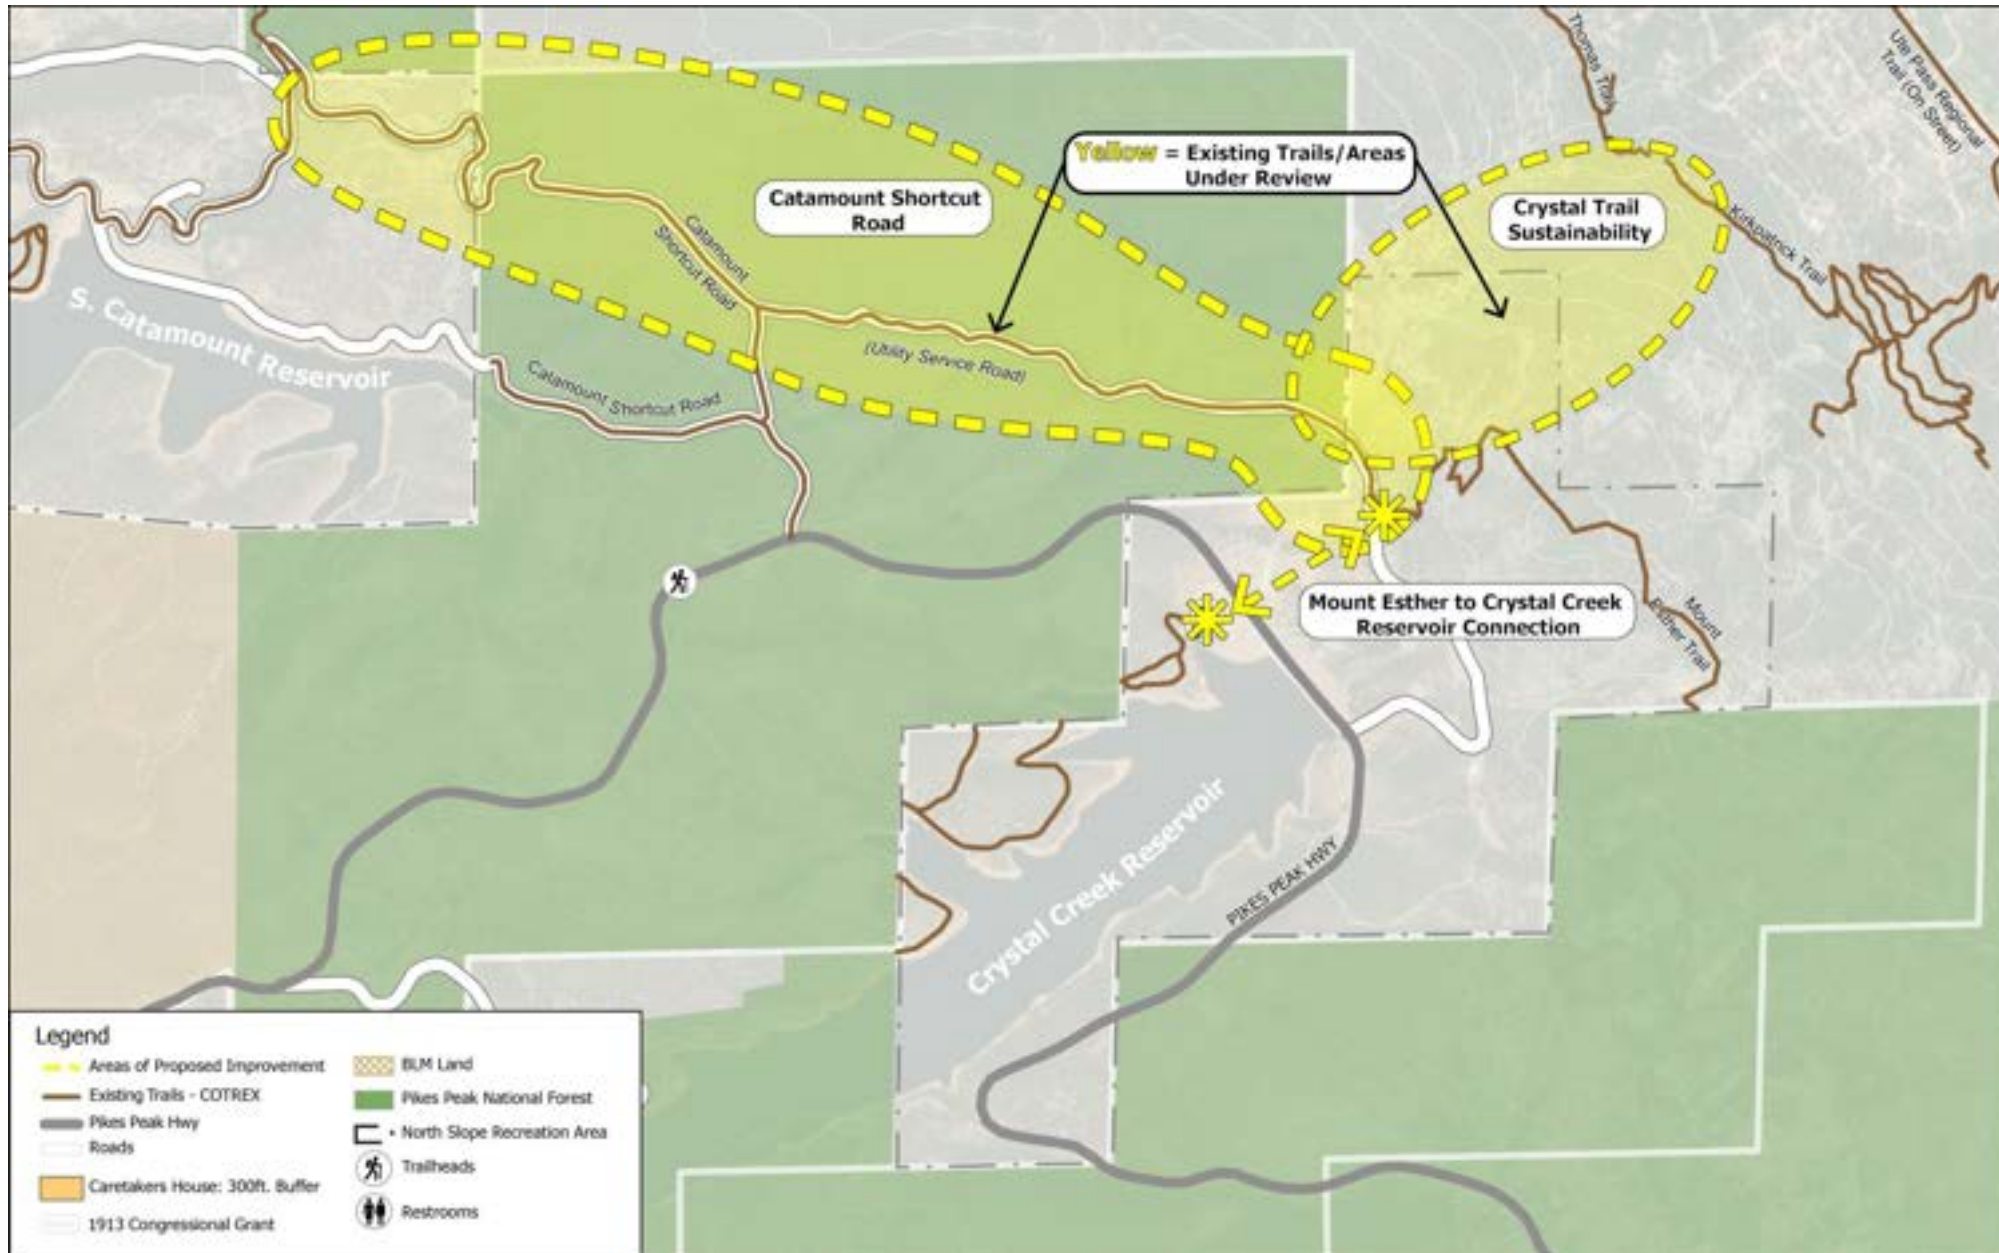 Thomas Trail
Ute Pass Regional
Trail (On Street)
Yellow = Existing Trails/Areas
Under Review
Catamount Shortcut
Road
Crystal Trail
Sustainability
Kirkpatrick Trail
Catamount
Shortcut Road
S. Catamount Reservoir
(Utility Service Road)
Catamount Shortcut Road
Mount Esther to Crystal Creek
Reservoir Connection
Mount
Esther Trail
Crystal Creek Reservoir
PIKES PEAK HWY
Legend
Areas of Proposed Improvement
Existing Trails - COTREX
Pikes Peak Hwy
Roads
Caretakers House: 300ft. Buffer
1913 Congressional Grant
BLM Land
Pikes Peak National Forest
North Slope Recreation Area
Trailheads
Restrooms